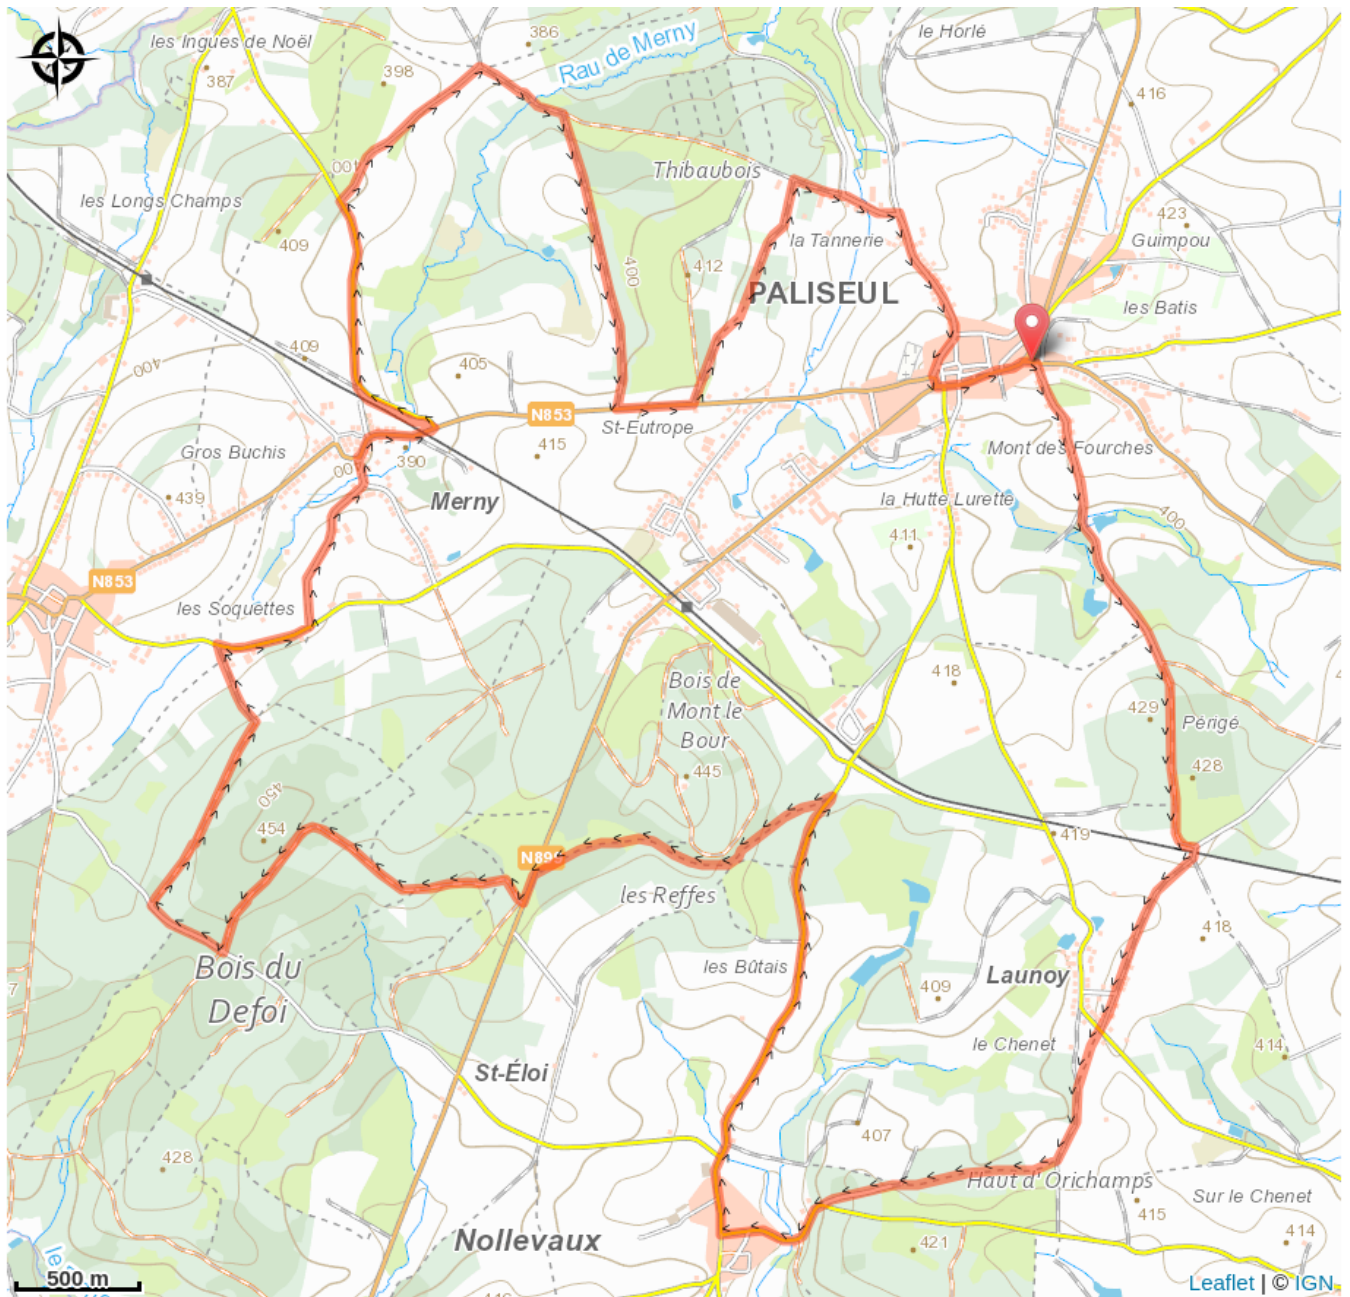 386
le Horlé
les Ingues de Noël
Rau de Merny
387
398
416
Thibaubois
les Longs Champs
423
Guimpou
409
la Tannerie
400
412
PALISEUL
les Batis
409
400
405
N853
St-Eutrope
415
Gros Buchis
390
Mont des Fourches
439
Merny
la Hutte Lurette
400
411
N853
les Soquettes
418
Bois de
Mont le
Bour
429
Périgé
445
428
450
454
419
les Reffes
418
Bois du
Defoi
les Bûtais
409
Launoy
le Chenet
414
St-Éloi
407
428
Haut d'Orichamps
415
Sur le Chenet
414
Nollevaux
421
500 m
Leaflet | © IGN